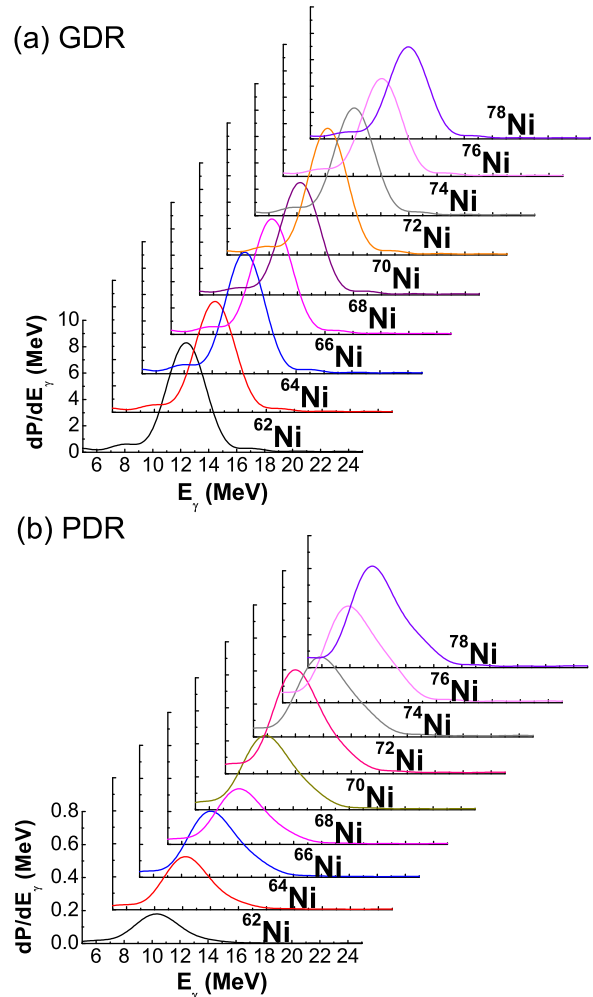 (a) GDR
78Ni
76Ni
74Ni
72Ni
70Ni
68Ni
66Ni
64Ni
62Ni
dP/dEγ (MeV)
10
8
6
4
2
0
6 8 10 12 14 16 18 20 22 24
Eγ (MeV)
(b) PDR
78Ni
76Ni
74Ni
72Ni
70Ni
68Ni
66Ni
64Ni
62Ni
dP/dEγ (MeV)
0.8
0.6
0.4
0.2
0.0
6 8 10 12 14 16 18 20 22 24
Eγ (MeV)